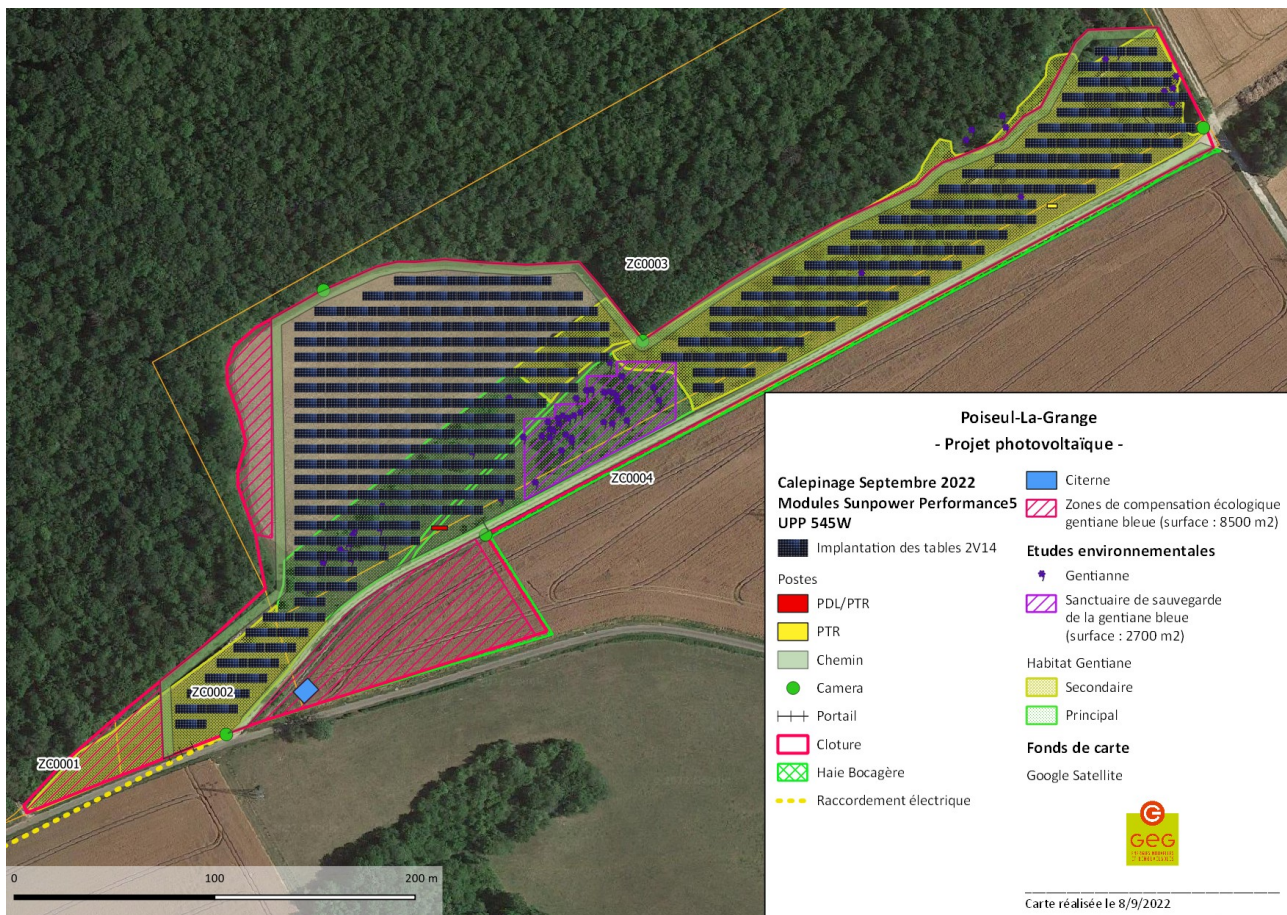 ZC0003
ZC0004
ZC0002
ZC0001
0 100 200 m
Poiseul-La-Grange
- Projet photovoltaïque -
Calepinage Septembre 2022
Modules Sunpower Performance5
UPP 545W
Implantation des tables 2V14
Postes
PDL/PTR
PTR
Chemin
Camera
Portail
Cloture
Haie Bocagère
Raccordement électrique
Citerne
Zones de compensation écologique
gentiane bleue (surface : 8500 m2)
Etudes environnementales
Gentianne
Sanctuaire de sauvegarde
de la gentiane bleue
(surface : 2700 m2)
Habitat Gentiane
Secondaire
Principal
Fonds de carte
Google Satellite
GEG
Carte réalisée le 8/9/2022